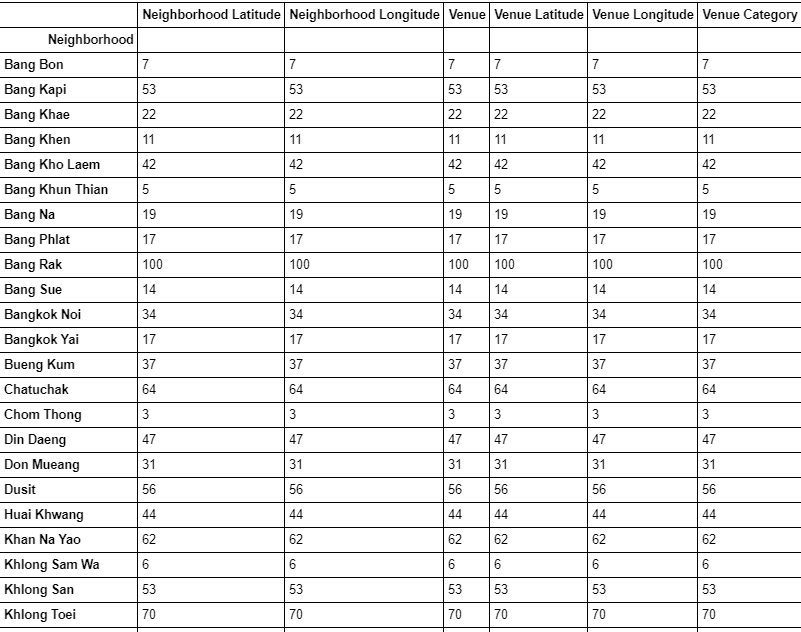 Neighborhood Latitude Neighborhood Longitude Venue Venue Latitude Venue Longitude Venue Category
Neighborhood
Bang Bon 7 7 7 7 7 7
Bang Kapi 53 53 53 53 53 53
Bang Khae 22 22 22 22 22 22
Bang Khen 11 11 11 11 11 11
Bang Kho Laem 42 42 42 42 42 42
Bang Khun Thian 5 5 5 5 5 5
Bang Na 19 19 19 19 19 19
Bang Phlat 17 17 17 17 17 17
Bang Rak 100 100 100 100 100 100
Bang Sue 14 14 14 14 14 14
Bangkok Noi 34 34 34 34 34 34
Bangkok Yai 17 17 17 17 17 17
Bueng Kum 37 37 37 37 37 37
Chatuchak 64 64 64 64 64 64
Chom Thong 3 3 3 3 3 3
Din Daeng 47 47 47 47 47 47
Don Mueang 31 31 31 31 31 31
Dusit 56 56 56 56 56 56
Huai Khwang 44 44 44 44 44 44
Khan Na Yao 62 62 62 62 62 62
Khlong Sam Wa 6 6 6 6 6 6
Khlong San 53 53 53 53 53 53
Khlong Toei 70 70 70 70 70 70